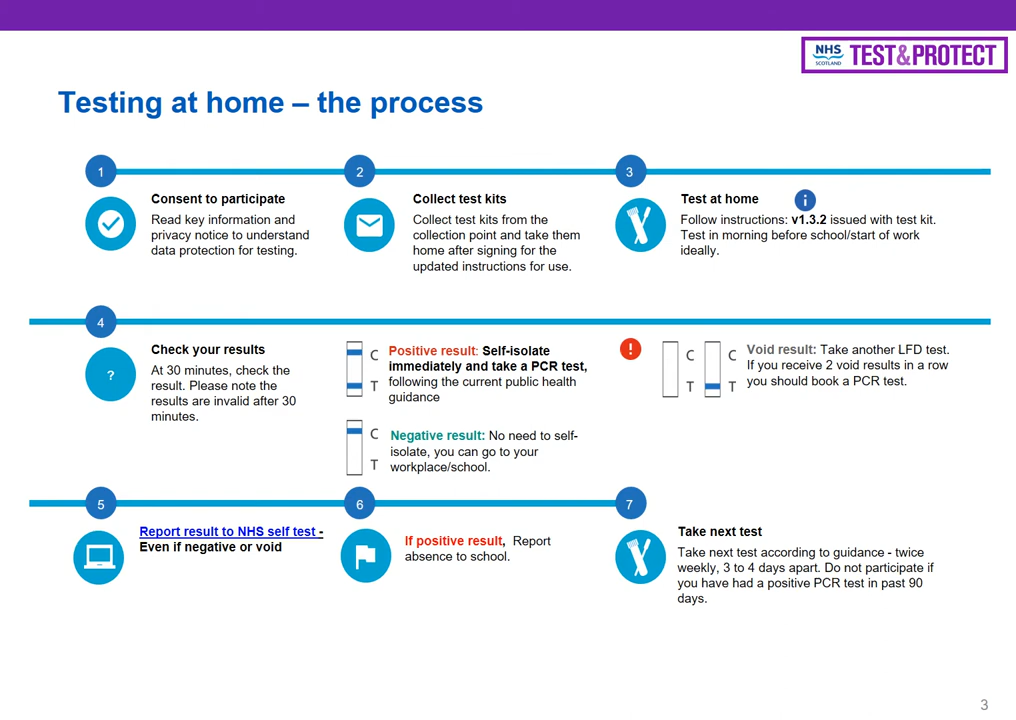 NHS
SCOTLAND
TEST&PROTECT
Testing at home – the process
1
Consent to participate
Read key information and
privacy notice to understand
data protection for testing.
2
Collect test kits
Collect test kits from the
collection point and take them
home after signing for the
updated instructions for use.
3
Test at home
i
Follow instructions: v1.3.2 issued with test kit.
Test in morning before school/start of work
ideally.
4
?
Check your results
At 30 minutes, check the
result. Please note the
results are invalid after 30
minutes.
C
T
Positive result: Self-isolate
immediately and take a PCR test,
following the current public health
guidance
C
T
Negative result: No need to self-
isolate, you can go to your
workplace/school.
!
C
T
C
T
Void result: Take another LFD test.
If you receive 2 void results in a row
you should book a PCR test.
5
Report result to NHS self test -
Even if negative or void
6
If positive result, Report
absence to school.
7
Take next test
Take next test according to guidance - twice
weekly, 3 to 4 days apart. Do not participate if
you have had a positive PCR test in past 90
days.
3